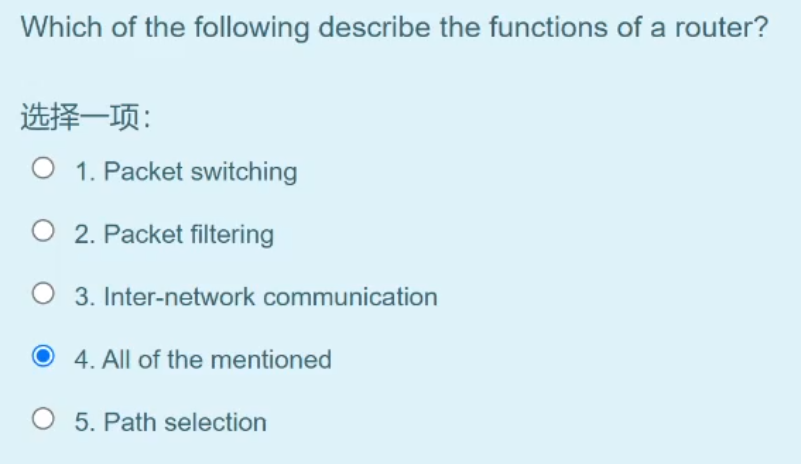 Which of the following describe the functions of a router?
选择一项:
1. Packet switching
2. Packet filtering
3. Inter-network communication
4. All of the mentioned
5. Path selection